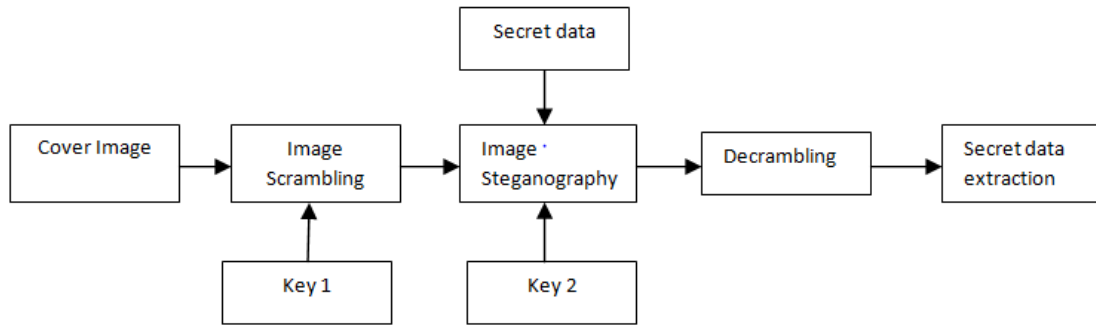 Secret data
Cover Image
Image
Scrambling
Image
Steganography
Decrambling
Secret data
extraction
Key 1
Key 2